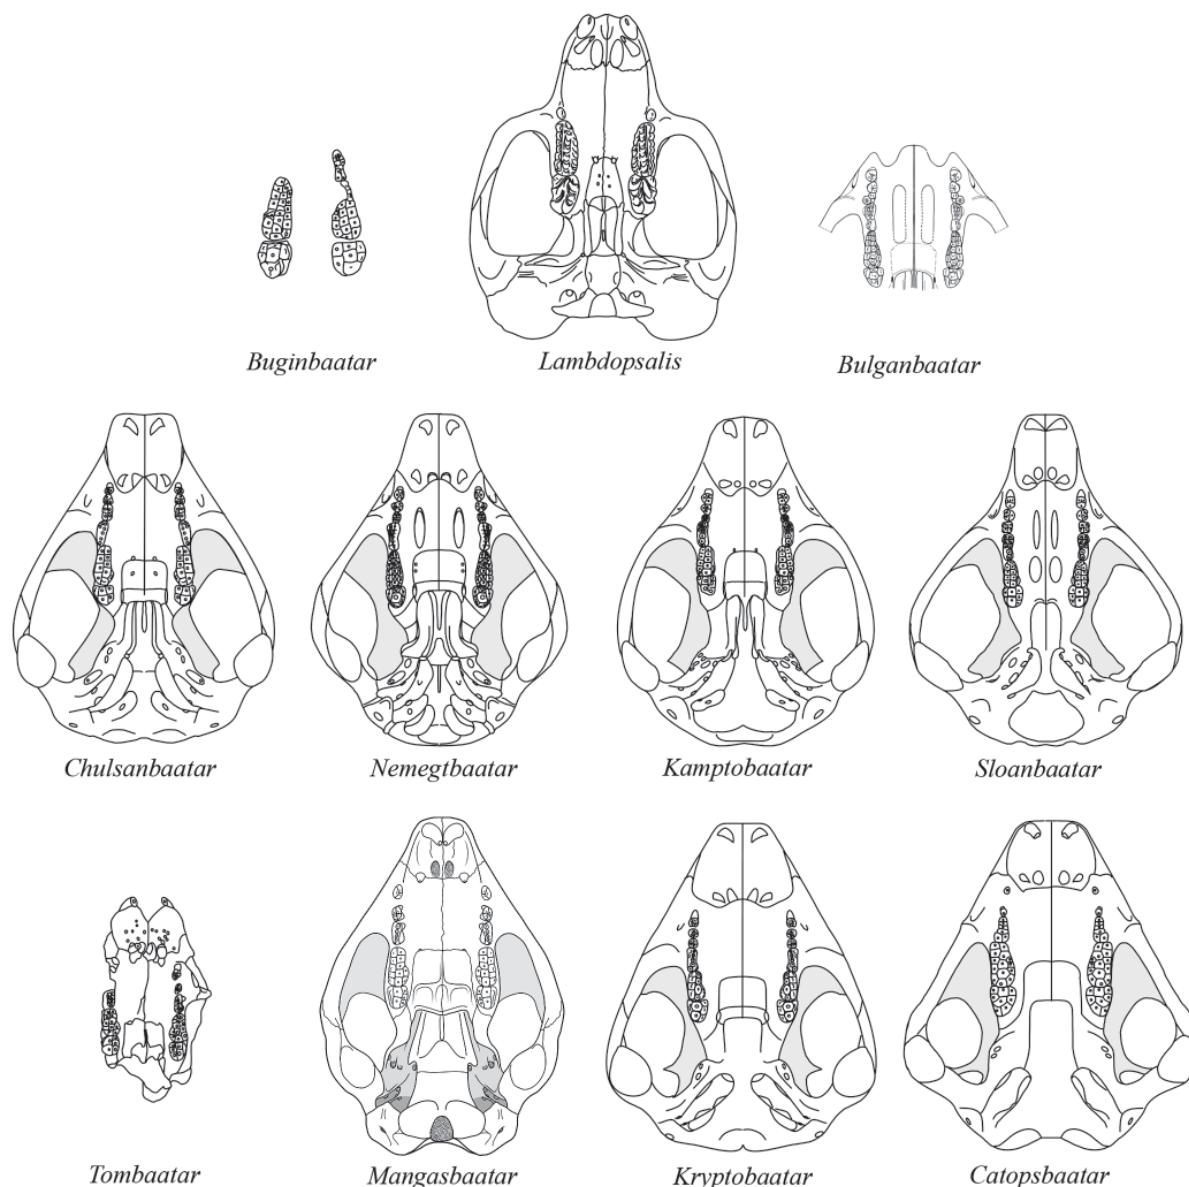 Buginbaatar
Lambdopsalis
Bulganbaatar
Chulsanbaatar
Nemegtbaatar
Kamptobaatar
Sloanbaatar
Tombaatar
Mangasbaatar
Kryptobaatar
Catopsbaatar